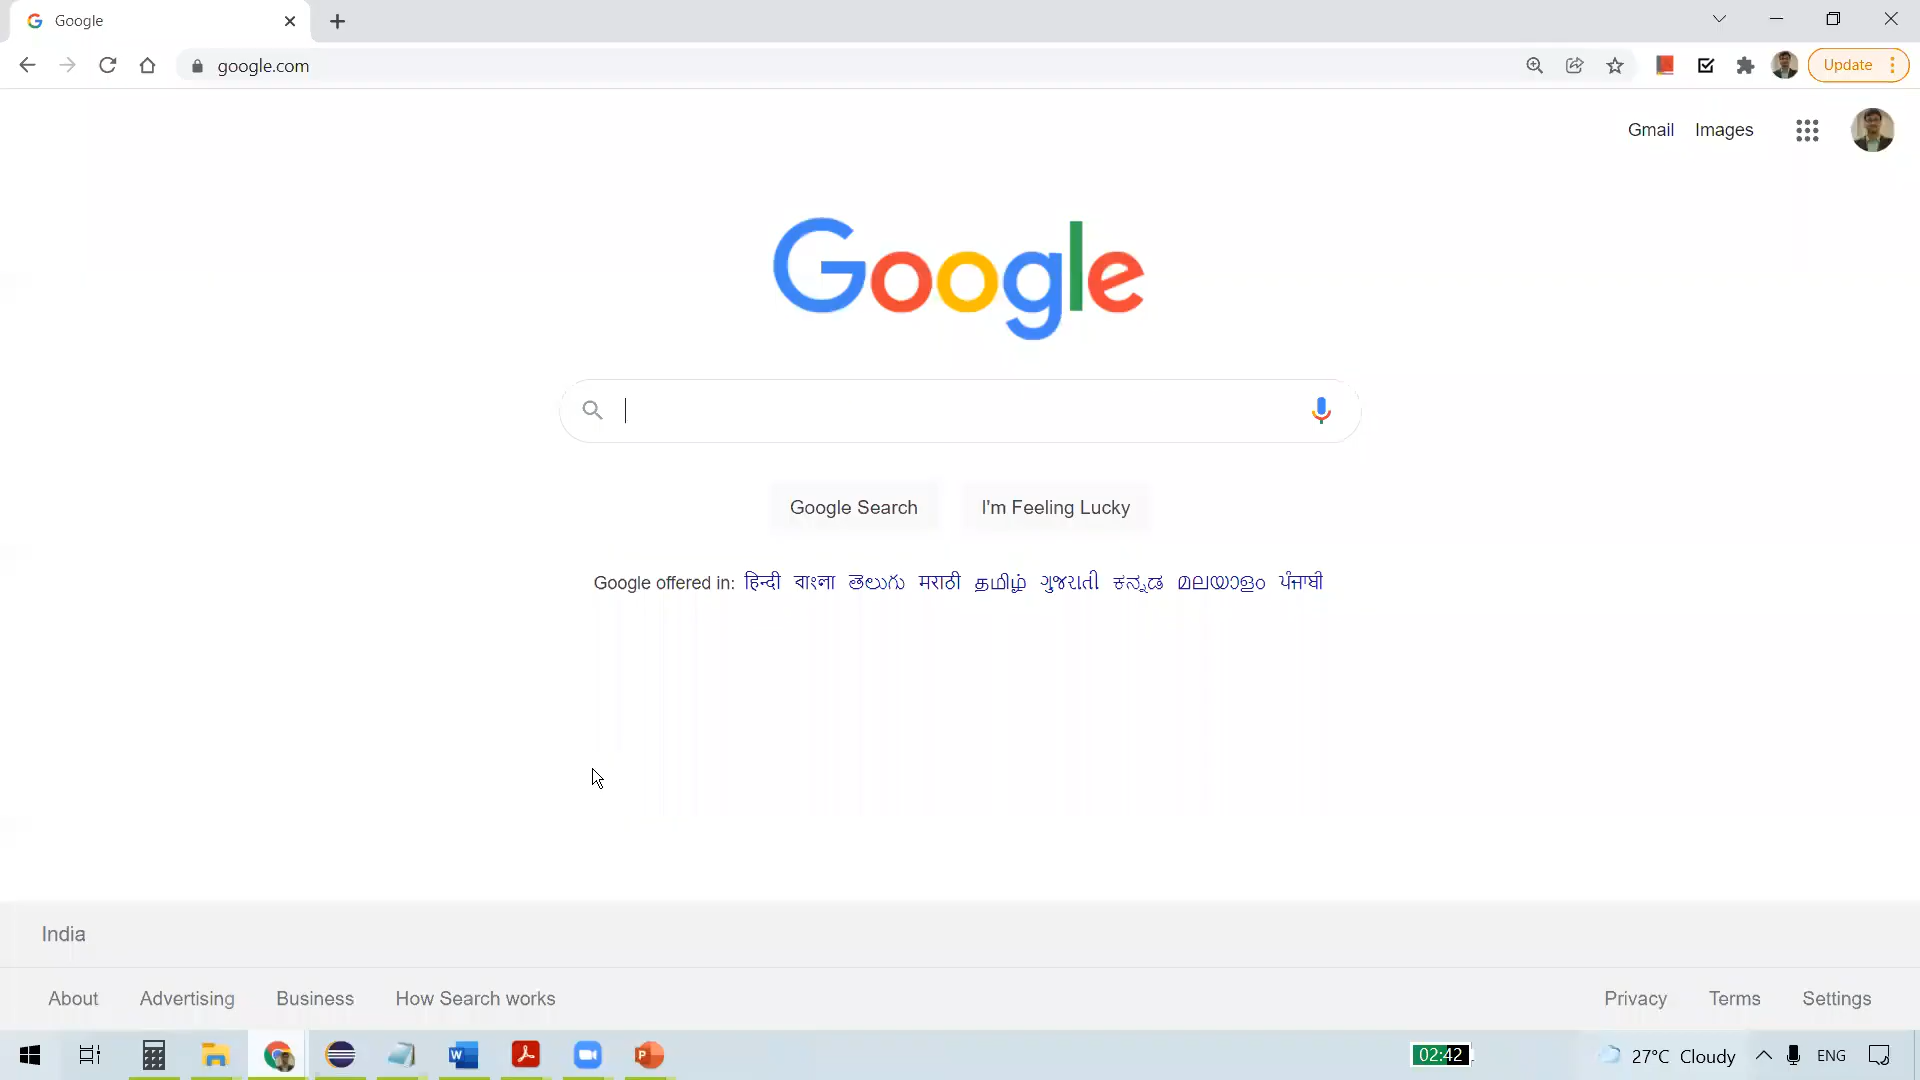 Google
google.com
Update
Gmail Images
Google
Google Search I'm Feeling Lucky
Google offered in: हिन्दी বাংলা తెలుగు मराठी தமிழ் ગુજરાતી ಕನ್ನಡ മലയാളം ਪੰਜਾਬੀ
India
About Advertising Business How Search works Privacy Terms Settings
02:42 27°C Cloudy ENG